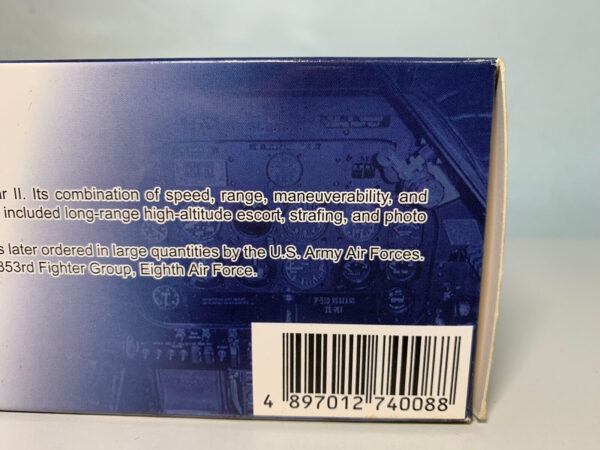 r II. Its combination of speed, range, maneuverability, and
included long-range high-altitude escort, strafing, and photo
s later ordered in large quantities by the U.S. Army Air Forces.
353rd Fighter Group, Eighth Air Force.
4 897012 740088